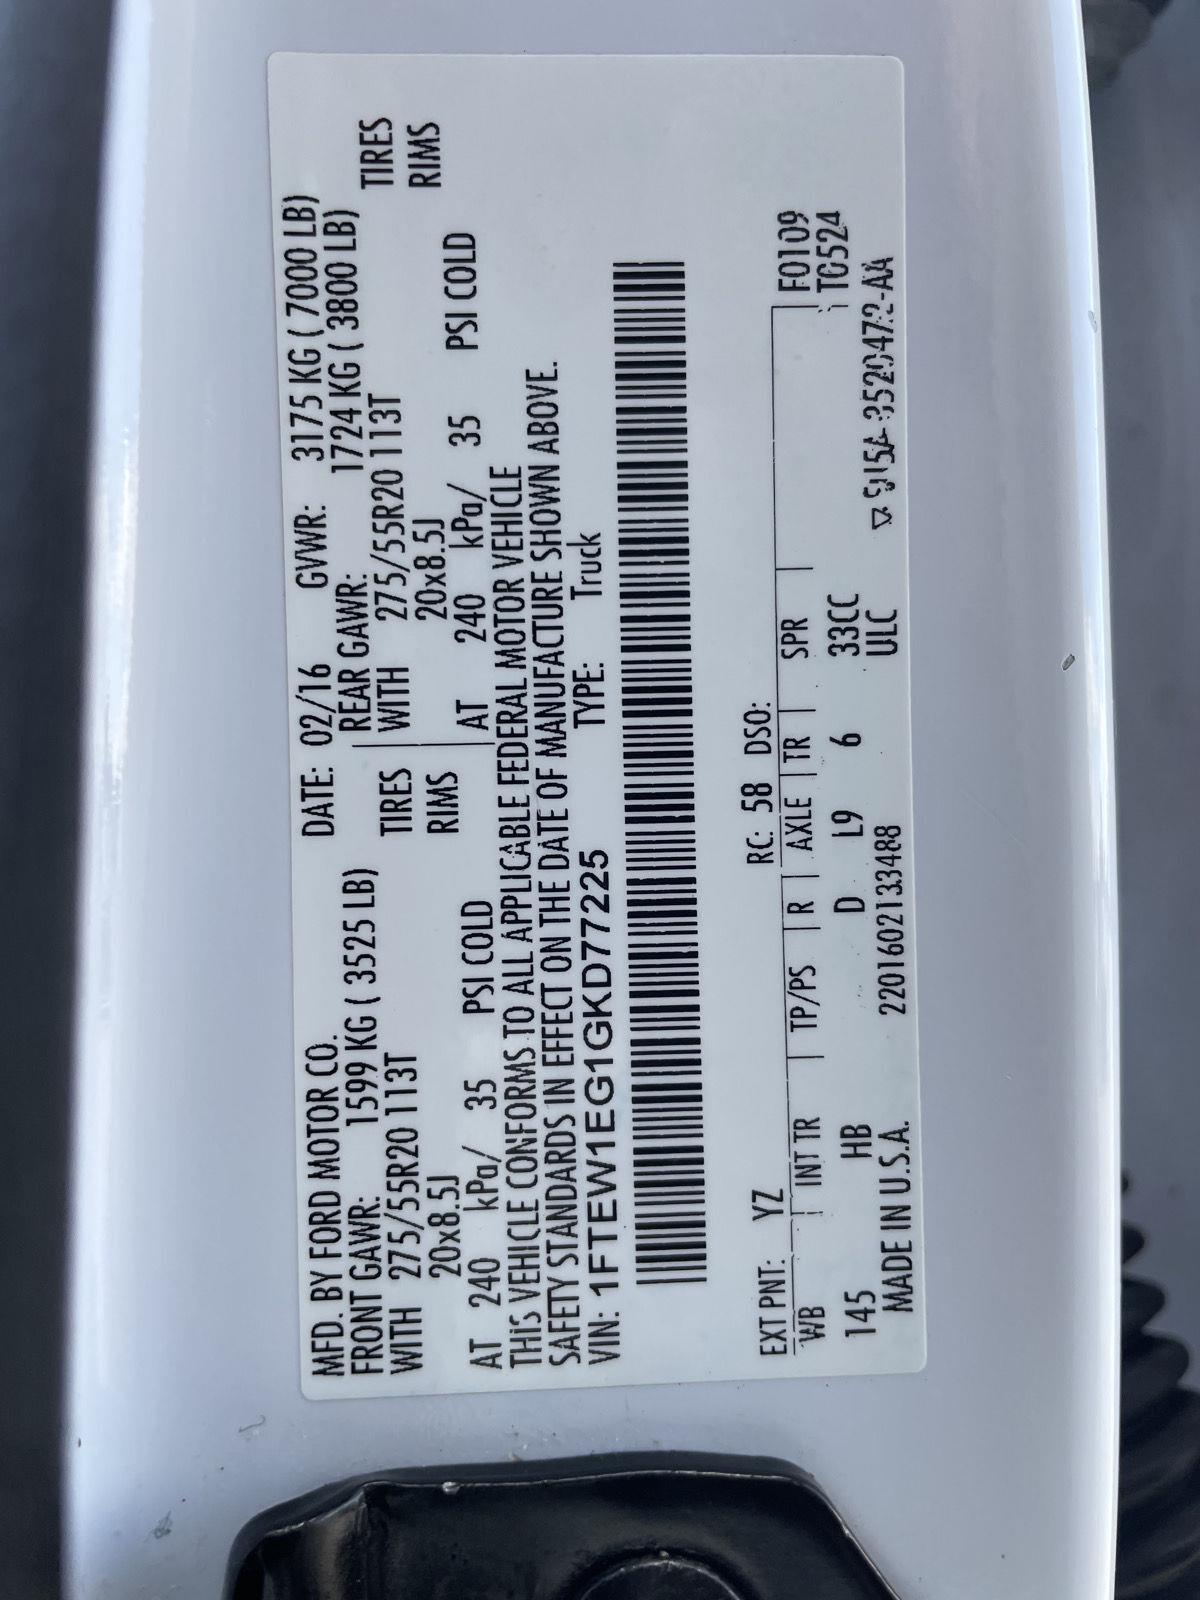 MFD. BY FORD MOTOR CO. DATE: 02/16 GVWR: 3175 KG ( 7000 LB)
FRONT GAWR: 1599 KG ( 3525 LB) REAR GAWR: 1724 KG ( 3800 LB)
WITH 275/55R20 113T TIRES WITH 275/55R20 113T TIRES
20x8.5J RIMS 20x8.5J RIMS
AT 240 kPa/ 35 PSI COLD AT 240 kPa/ 35 PSI COLD
THIS VEHICLE CONFORMS TO ALL APPLICABLE FEDERAL MOTOR VEHICLE
SAFETY STANDARDS IN EFFECT ON THE DATE OF MANUFACTURE SHOWN ABOVE.
VIN: 1FTEW1EG1GKD77225 TYPE: Truck
EXT PNT: YZ RC: 58 DSO:
WB INT TR TP/PS R AXLE TR SPR F0109
T0524
145 HB D L9 6 33CC
ULC
MADE IN U.S.A. 2201602133488